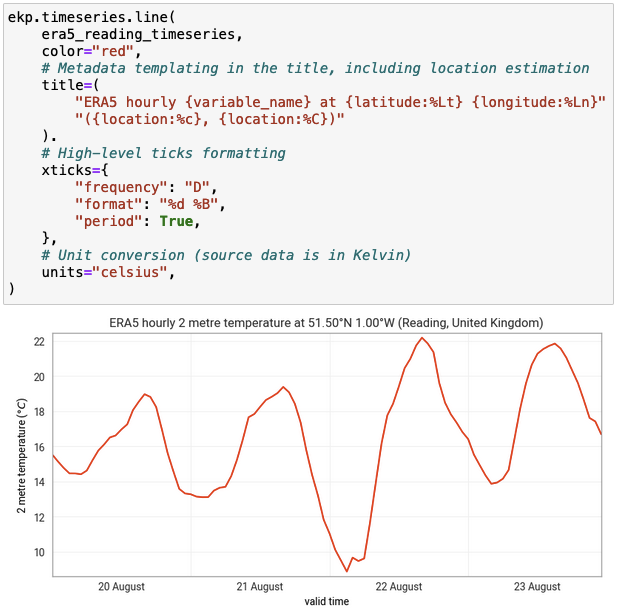 ekp.timeseries.line(
    era5_reading_timeseries,
    color="red",
    # Metadata templating in the title, including location estimation
    title=(
        "ERA5 hourly {variable_name} at {latitude:%Lt} {longitude:%Ln}"
        "({location:%c}, {location:%C})"
    ).
    # High-level ticks formatting
    xticks={
        "frequency": "D",
        "format": "%d %B",
        "period": True,
    },
    # Unit conversion (source data is in Kelvin)
    units="celsius",
)
ERA5 hourly 2 metre temperature at 51.50°N 1.00°W (Reading, United Kingdom)
22
20
18
16
14
12
10
2 metre temperature (°C)
20 August 21 August 22 August 23 August
valid time